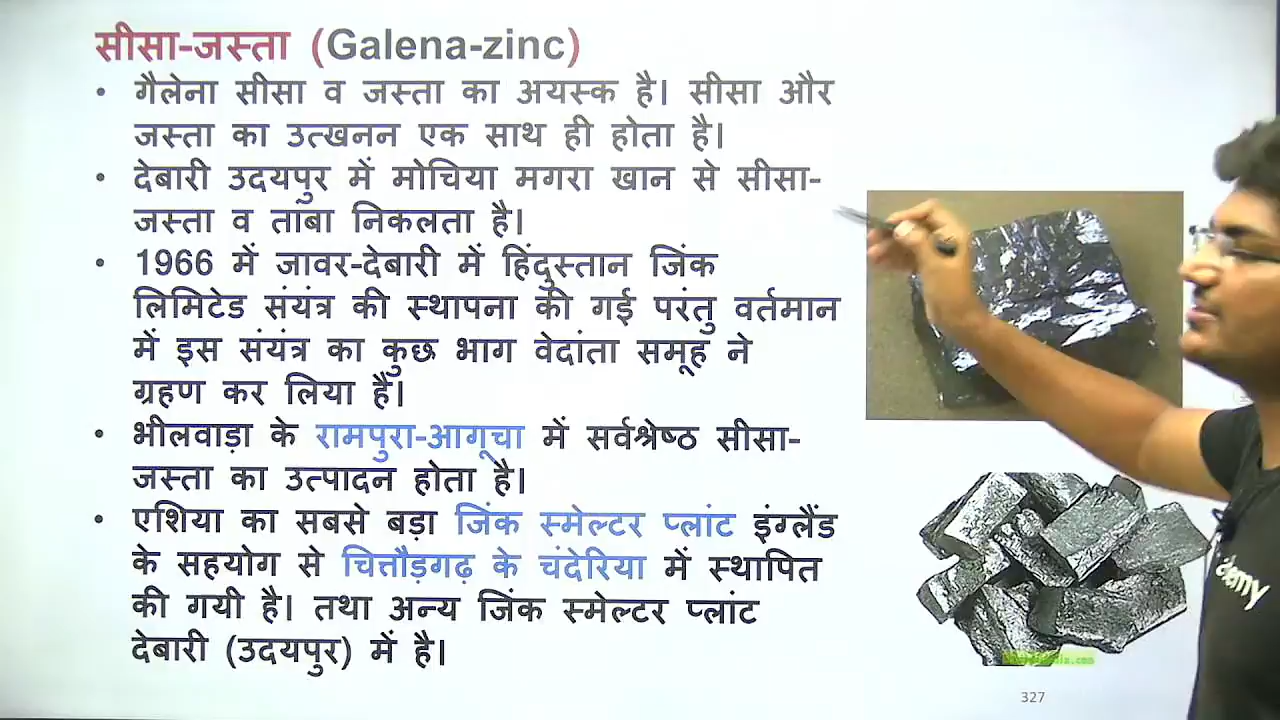 सीसा-जस्ता (Galena-zinc)
• गैलेना सीसा व जस्ता का अयस्क है। सीसा और
जस्ता का उत्खनन एक साथ ही होता है।
• देबारी उदयपुर में मोचिया मगरा खान से सीसा-
जस्ता व तांबा निकलता है।
• 1966 में जावर-देबारी में हिंदुस्तान जिंक
लिमिटेड संयंत्र की स्थापना की गई परंतु वर्तमान
में इस संयंत्र का कुछ भाग वेदांता समूह ने
ग्रहण कर लिया है।
• भीलवाड़ा के रामपुरा-आगूचा में सर्वश्रेष्ठ सीसा-
जस्ता का उत्पादन होता है।
• एशिया का सबसे बड़ा जिंक स्मेल्टर प्लांट इंग्लैंड
के सहयोग से चित्तौड़गढ़ के चंदेरिया में स्थापित
की गयी है। तथा अन्य जिंक स्मेल्टर प्लांट
देबारी (उदयपुर) में है।
327